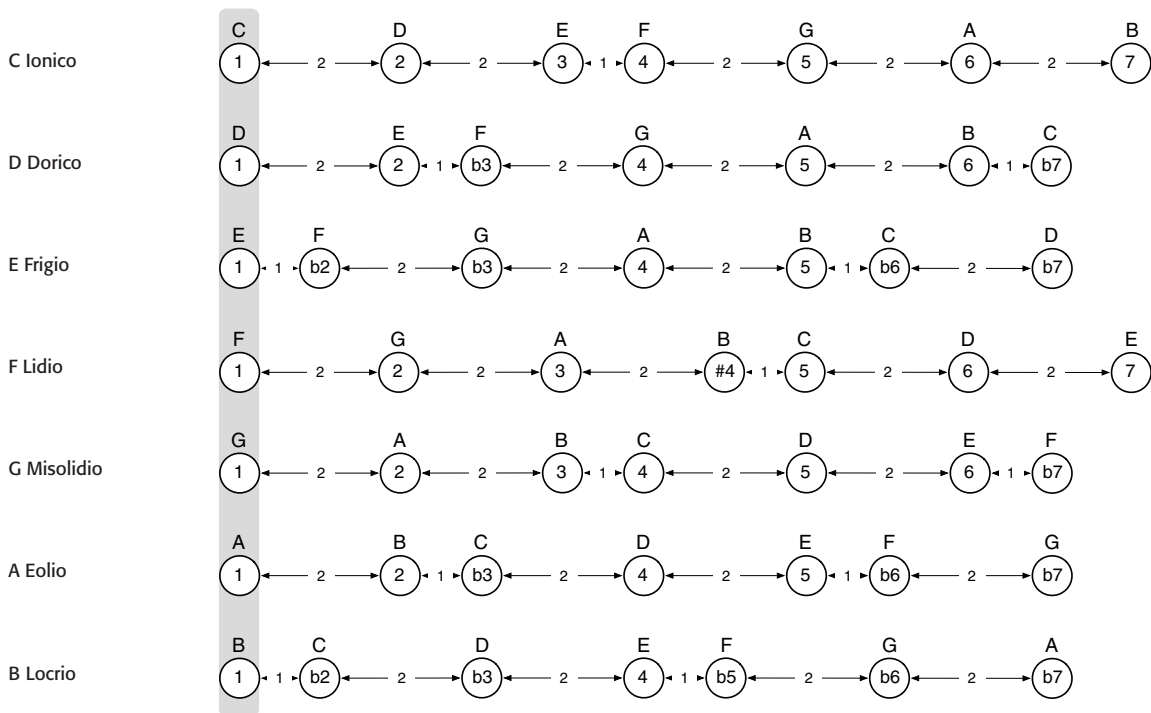 C D E F G A B
C Ionico 1 2 2 2 3 1 4 2 5 2 6 2 7
D E F G A B C
D Dorico 1 2 2 1 b3 2 4 2 5 2 6 1 b7
E F G A B C D
E Frigio 1 1 b2 2 b3 2 4 2 5 1 b6 2 b7
F G A B C D E
F Lidio 1 2 2 2 3 2 #4 1 5 2 6 2 7
G A B C D E F
G Misolidio 1 2 2 2 3 1 4 2 5 2 6 1 b7
A B C D E F G
A Eolio 1 2 2 1 b3 2 4 2 5 1 b6 2 b7
B C D E F G A
B Locrio 1 1 b2 2 b3 2 4 1 b5 2 b6 2 b7